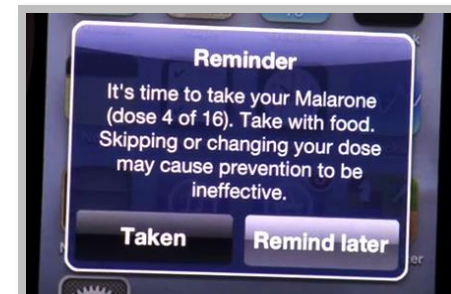 Reminder
It's time to take your Malarone
(dose 4 of 16). Take with food.
Skipping or changing your dose
may cause prevention to be
ineffective.
Taken
Remind later